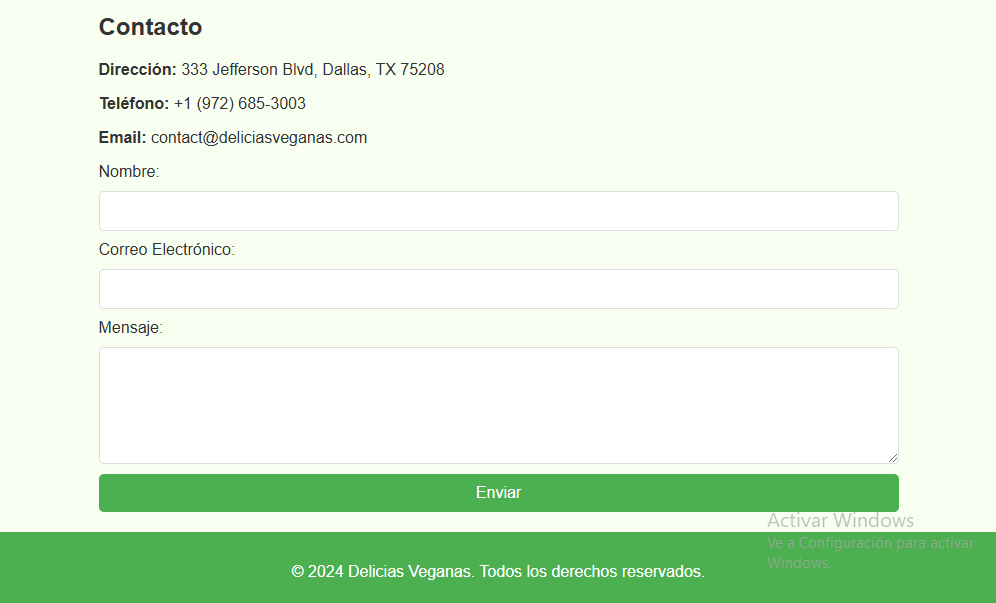 Contacto
Dirección: 333 Jefferson Blvd, Dallas, TX 75208
Teléfono: +1 (972) 685-3003
Email: contact@deliciasveganas.com
Nombre:
Correo Electrónico:
Mensaje:
Enviar
Activar Windows
Ve a Configuración para activar
Windows.
© 2024 Delicias Veganas. Todos los derechos reservados.